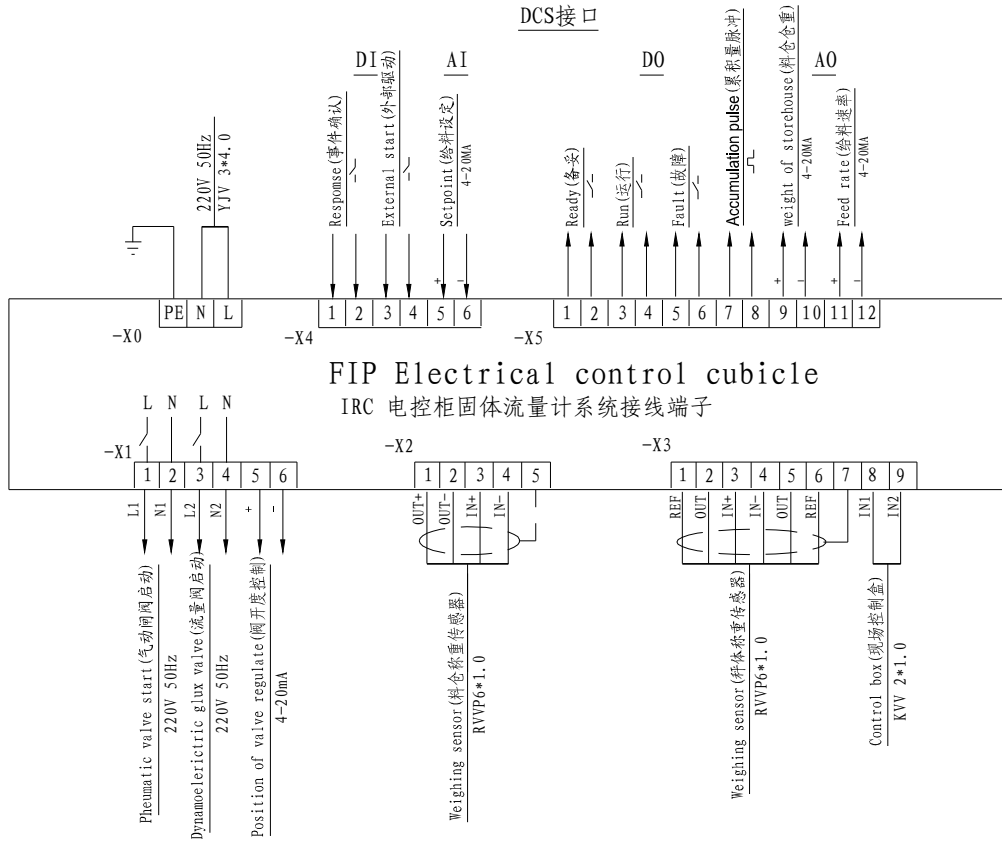 DCS接口
DI
AI
DO
AO
220V 50Hz
YJV 3*4.0
Respomse(事件确认)
External start(外部驱动)
Setpoint(给料设定)
4-20MA
Ready(备妥)
Run(运行)
Fault(故障)
Accumulation pulse(累积量脉冲)
weight of storehouse(料仓仓重)
4-20MA
Feed rate(给料速率)
4-20MA
+ −
+ −
+ −
PE N L
1 2 3 4 5 6
1 2 3 4 5 6 7 8 9 10 11 12
−X0
−X4
−X5
FIP Electrical control cubicle
IRC 电控柜固体流量计系统接线端子
L N L N
−X1
−X2
−X3
1 2 3 4 5 6
1 2 3 4 5
1 2 3 4 5 6 7 8 9
L1 N1 L2 N2 + -
OUT+ OUT- IN+ IN-
REF OUT IN+ IN- OUT REF IN1 IN2
Pheumatic valve start(气动闸阀启动)
220V 50Hz
Dynamoelerictric glux valve(流量阀启动)
220V 50Hz
Position of valve regulate(阀开度控制)
4-20mA
Weighing sensor(料仓称重传感器)
RVVP6*1.0
Weighing sensor(秤体称重传感器)
RVVP6*1.0
Control box(现场控制盒)
KVV 2*1.0